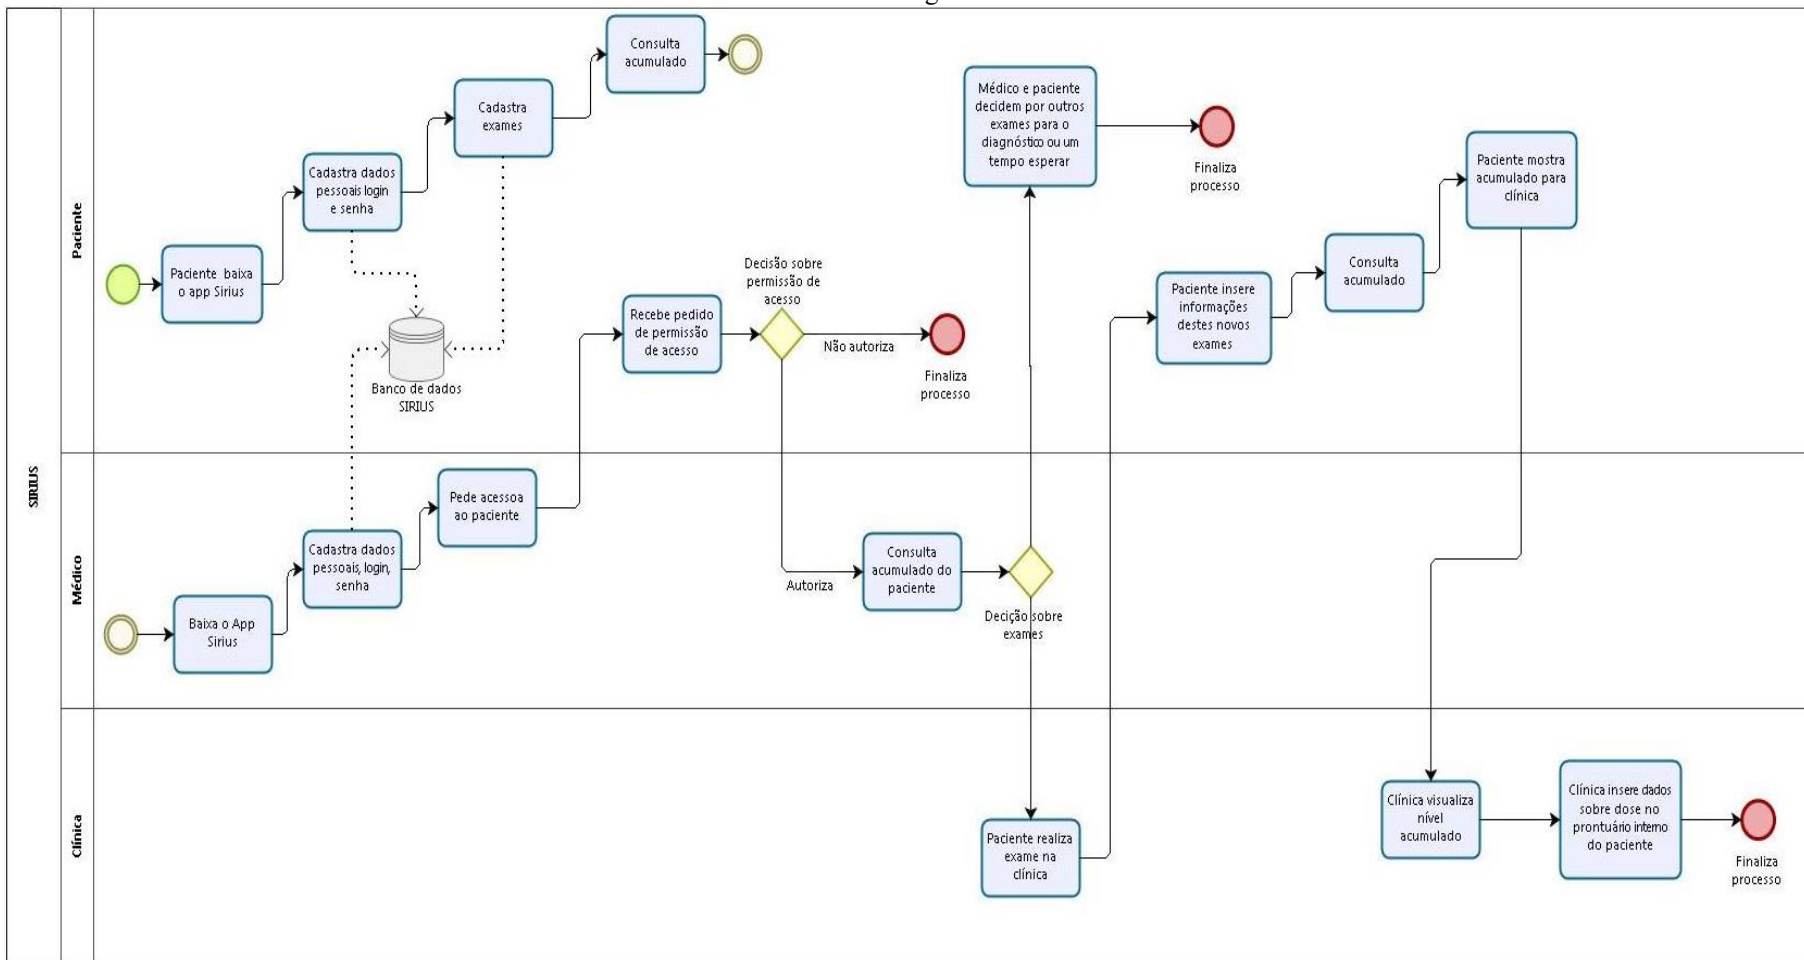 SIRIUS
Paciente
Paciente baixa
o app Sirius
Cadastra dados
pessoais login
e senha
Cadastra
exames
Consulta
acumulado
Banco de dados
SIRIUS
Recebe pedido
de permissão
de acesso
Decisão sobre
permissão de
acesso
Não autoriza
Finaliza
processo
Médico e paciente
decidem por outros
exames para o
diagnóstico ou um
tempo esperar
Finaliza
processo
Paciente insere
informações
destes novos
exames
Consulta
acumulado
Paciente mostra
acumulado para
clínica
Médico
Baixa o App
Sirius
Cadastra dados
pessoais, login,
senha
Pede acessoa
ao paciente
Autoriza
Consulta
acumulado do
paciente
Decição sobre
exames
Clínica
Paciente realiza
exame na
clínica
Clínica visualiza
nível
acumulado
Clínica insere dados
sobre dose no
prontuário interno
do paciente
Finaliza
processo